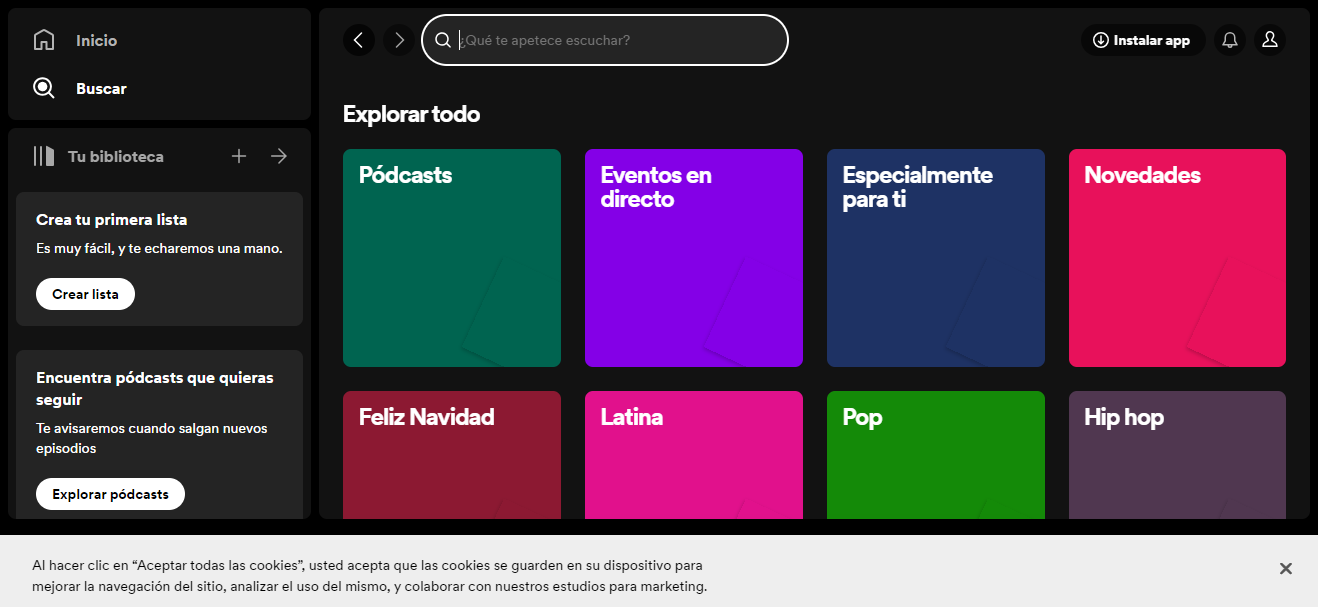 Inicio
Buscar
Tu biblioteca
Crea tu primera lista
Es muy fácil, y te echaremos una mano.
Crear lista
Encuentra pódcasts que quieras
seguir
Te avisaremos cuando salgan nuevos
episodios
Explorar pódcasts
¿Qué te apetece escuchar?
Instalar app
Explorar todo
Pódcasts
Eventos en
directo
Especialmente
para ti
Novedades
Feliz Navidad
Latina
Pop
Hip hop
Al hacer clic en “Aceptar todas las cookies”, usted acepta que las cookies se guarden en su dispositivo para
mejorar la navegación del sitio, analizar el uso del mismo, y colaborar con nuestros estudios para marketing.